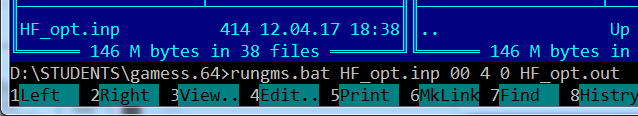 HF_opt.inp 414 12.04.17 18:38 .. Up
146 M bytes in 38 files 146 M bytes in
D:\STUDENTS\gamess.64>rungms.bat HF_opt.inp 00 4 0 HF_opt.out
1Left 2Right 3View.. 4Edit.. 5Print 6MkLink 7Find 8Histry